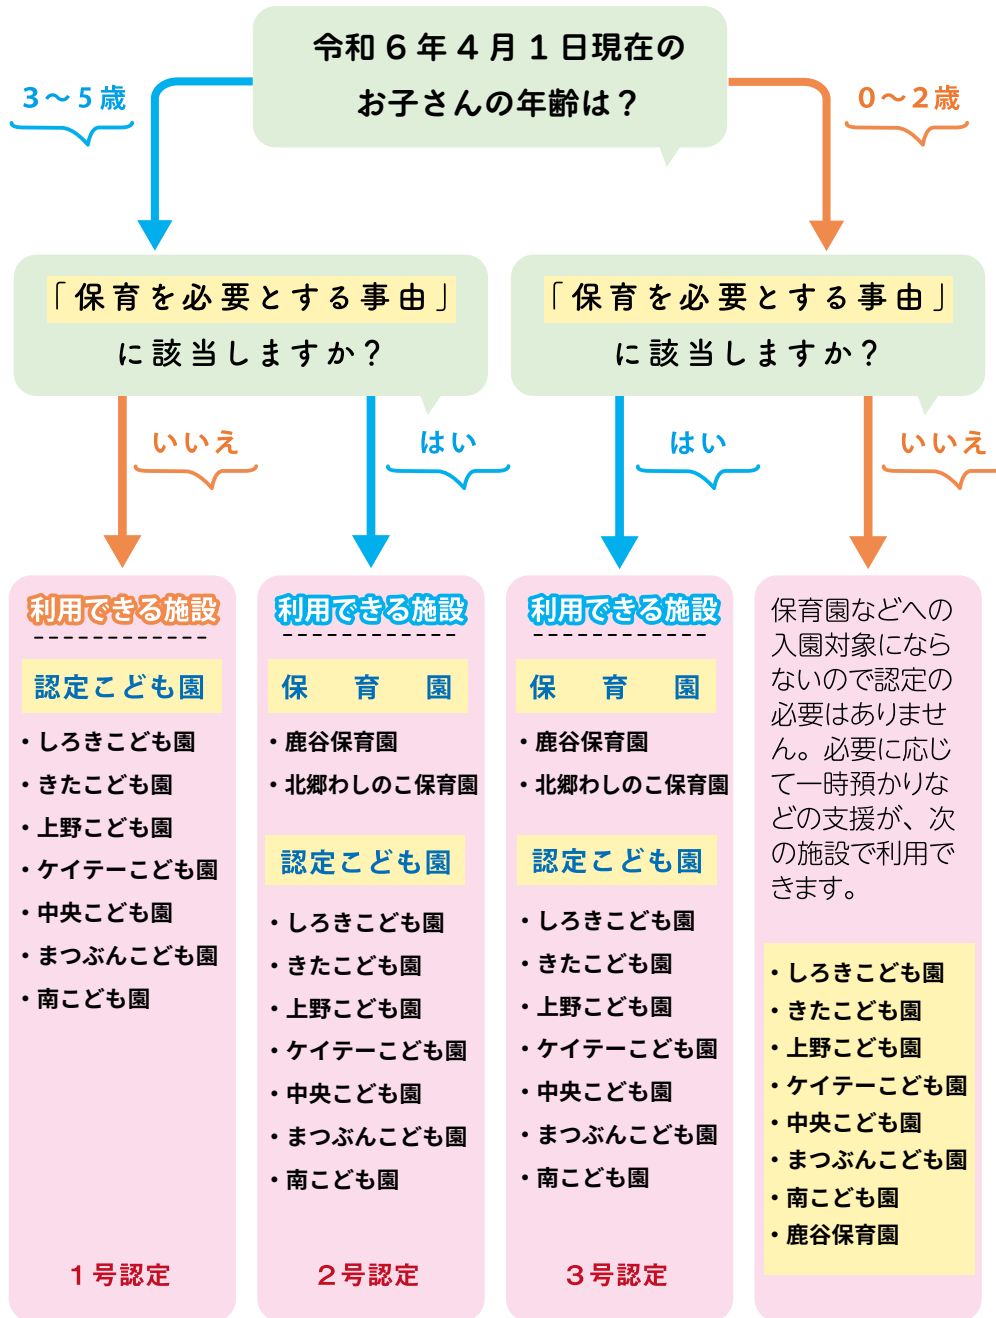 令和６年４月１日現在の
お子さんの年齢は？
３～５歳
０～２歳
「保育を必要とする事由」
に該当しますか？
「保育を必要とする事由」
に該当しますか？
いいえ
はい
はい
いいえ
利用できる施設
認定こども園
・しろきこども園
・きたこども園
・上野こども園
・ケイテーこども園
・中央こども園
・まつぶんこども園
・南こども園
１号認定
利用できる施設
保育園
・鹿谷保育園
・北郷わしのこ保育園
認定こども園
・しろきこども園
・きたこども園
・上野こども園
・ケイテーこども園
・中央こども園
・まつぶんこども園
・南こども園
２号認定
利用できる施設
保育園
・鹿谷保育園
・北郷わしのこ保育園
認定こども園
・しろきこども園
・きたこども園
・上野こども園
・ケイテーこども園
・中央こども園
・まつぶんこども園
・南こども園
３号認定
保育園などへの
入園対象になら
ないので認定の
必要はありませ
ん。必要に応じ
て一時預かりな
どの支援が、次
の施設で利用で
きます。
・しろきこども園
・きたこども園
・上野こども園
・ケイテーこども園
・中央こども園
・まつぶんこども園
・南こども園
・鹿谷保育園